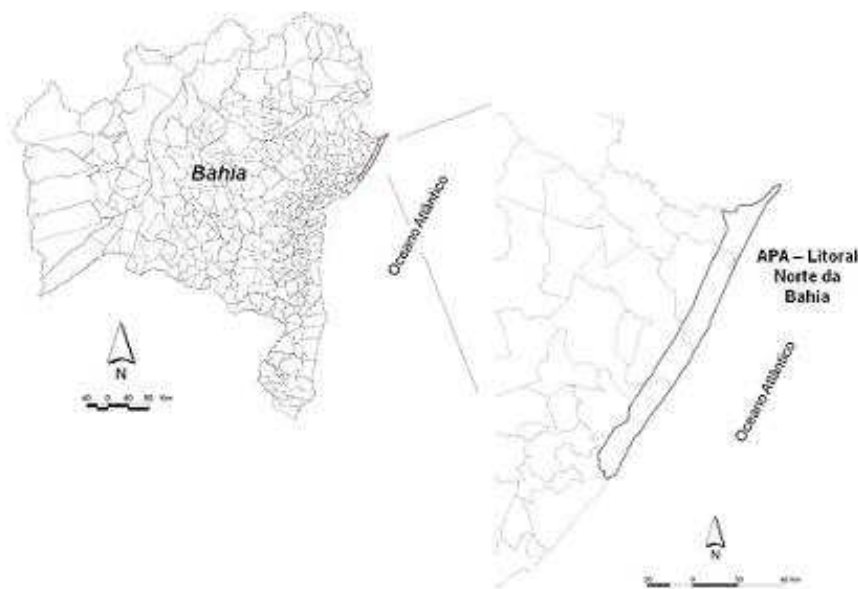 Bahia
Oceano Atlântico
N
APA – Litoral
Norte da
Bahia
Oceano Atlântico
N